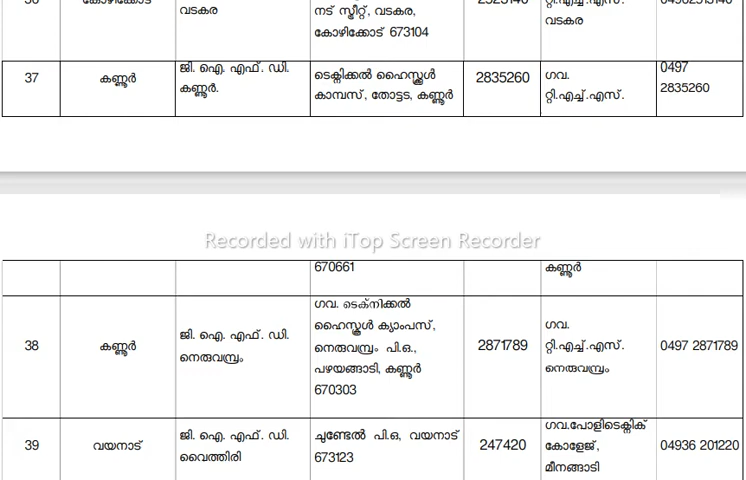 വടകര
നട് സ്ട്രീറ്റ്, വടകര,
കോഴിക്കോട് 673104
വടകര
37
കണ്ണൂർ
ജി. ഐ. എഫ്. ഡി.
കണ്ണൂർ.
ടെക്നിക്കൽ ഹൈസ്ക്കൂൾ
കാമ്പസ്, തോട്ടട, കണ്ണൂർ
2835260
ഗവ.
റ്റി.എച്ച്.എസ്.
0497
2835260
Recorded with iTop Screen Recorder
670661
കണ്ണൂർ
38
കണ്ണൂർ
ജി. ഐ. എഫ്. ഡി.
നെരുവമ്പ്രം
ഗവ. ടെക്‌നിക്കൽ
ഹൈസ്ക്കൂൾ ക്യാംപസ്,
നെരുവമ്പ്രം പി.ഒ.,
പഴയങ്ങാടി, കണ്ണൂർ
670303
2871789
ഗവ.
റ്റി.എച്ച്.എസ്.
നെരുവമ്പ്രം
0497 2871789
39
വയനാട്
ജി. ഐ. എഫ്. ഡി.
വൈത്തിരി
ചുണ്ടേൽ പി.ഒ, വയനാട്
673123
247420
ഗവ.പോളിടെക്നിക്
കോളേജ്,
മീനങ്ങാടി
04936 201220